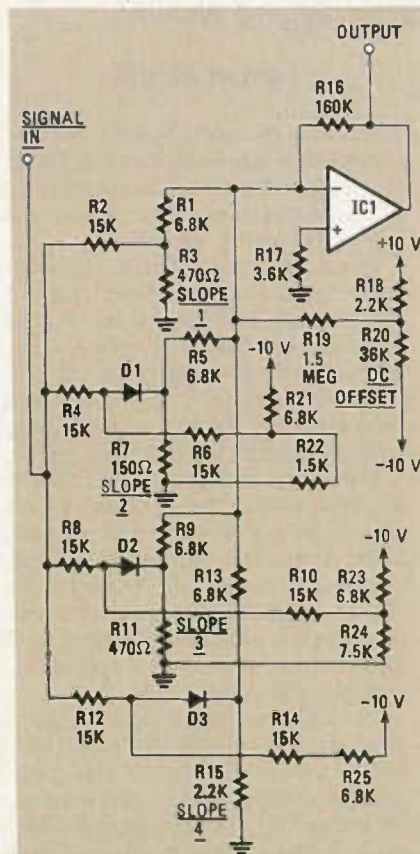 OUTPUT
R16
160K
SIGNAL
IN
R2
15K
R1
6.8K
−
IC1
+
R17
3.6K
+10 V
R18
2.2K
R3
470Ω
SLOPE
1
R5
6.8K
R19
1.5
MEG
R20
36K
DC
OFFSET
−10 V
−10 V
D1
R4
15K
R21
6.8K
R7
150Ω
SLOPE
2
R6
15K
R22
1.5K
R8
15K
D2
R9
6.8K
R13
6.8K
R10
15K
−10 V
R23
6.8K
R11
470Ω
SLOPE
3
R24
7.5K
−10 V
R12
15K
D3
R14
15K
R25
6.8K
R15
2.2K
SLOPE
4